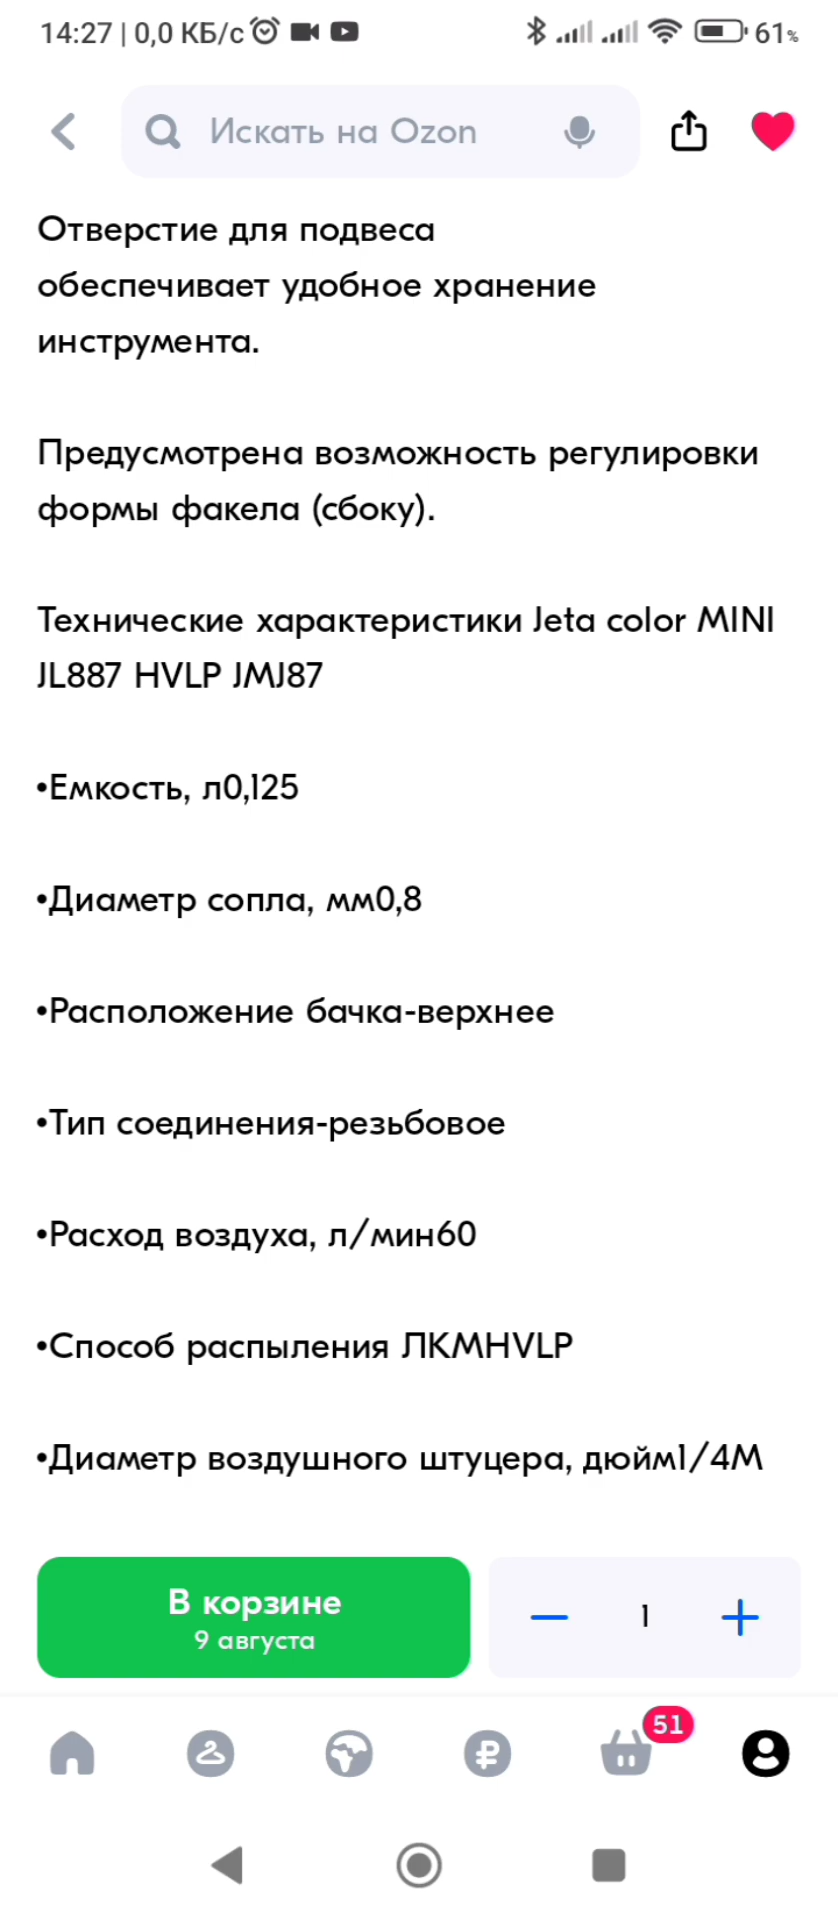 14:27 | 0,0 КБ/с 61%
Искать на Ozon
Отверстие для подвеса
обеспечивает удобное хранение
инструмента.
Предусмотрена возможность регулировки
формы факела (сбоку).
Технические характеристики Jeta color MINI
JL887 HVLP JMJ87
•Емкость, л0,125
•Диаметр сопла, мм0,8
•Расположение бачка-верхнее
•Тип соединения-резьбовое
•Расход воздуха, л/мин60
•Способ распыления ЛКМHVLP
•Диаметр воздушного штуцера, дюйм1/4M
В корзине
9 августа
1
51